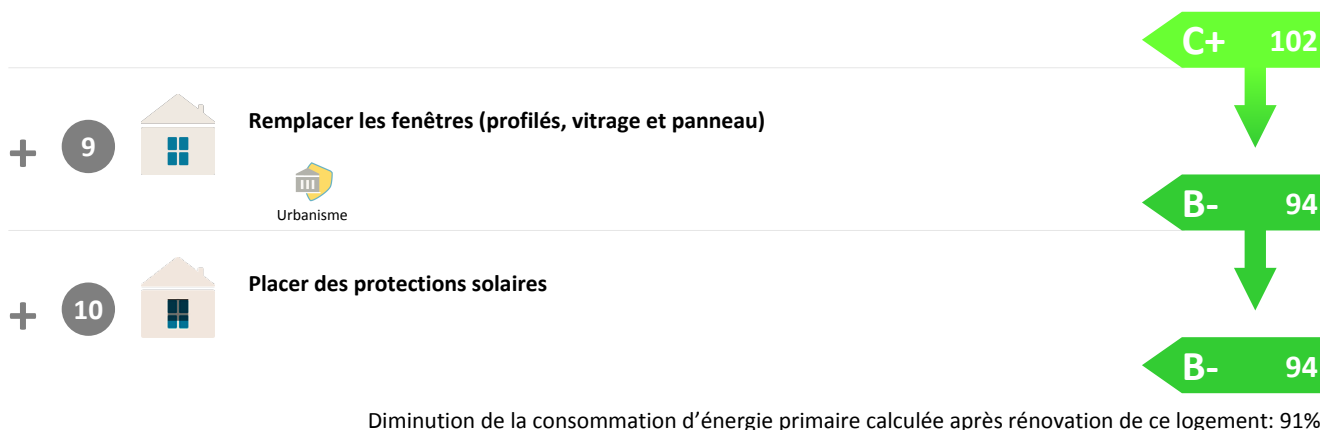 C+ 102
+ 9 Remplacer les fenêtres (profilés, vitrage et panneau)
Urbanisme
B- 94
+ 10 Placer des protections solaires
B- 94
Diminution de la consommation d'énergie primaire calculée après rénovation de ce logement: 91%